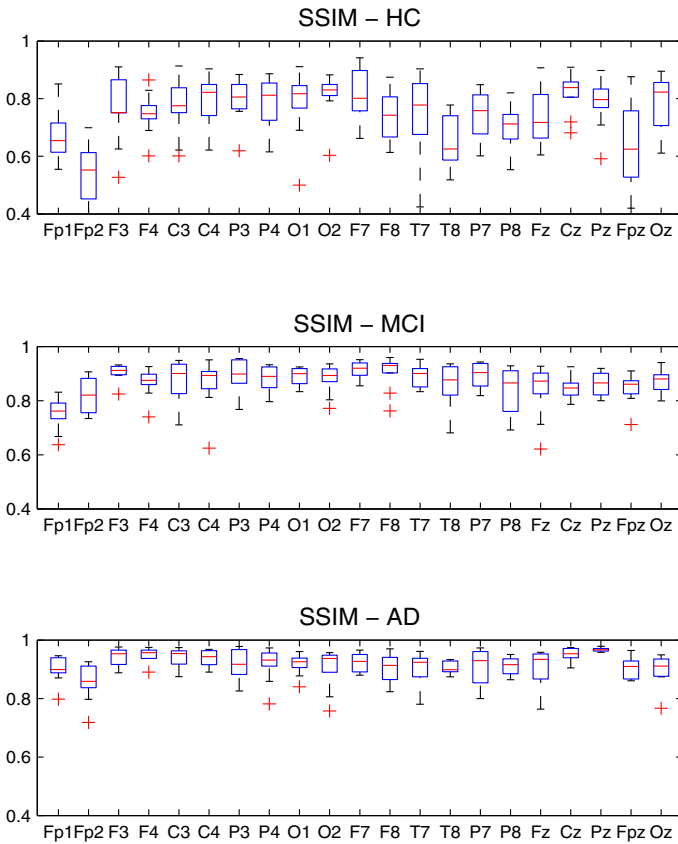 SSIM – HC
1
0.8
0.6
0.4
Fp1 Fp2 F3 F4 C3 C4 P3 P4 O1 O2 F7 F8 T7 T8 P7 P8 Fz Cz Pz Fpz Oz
SSIM – MCI
1
0.8
0.6
0.4
Fp1 Fp2 F3 F4 C3 C4 P3 P4 O1 O2 F7 F8 T7 T8 P7 P8 Fz Cz Pz Fpz Oz
SSIM – AD
1
0.8
0.6
0.4
Fp1 Fp2 F3 F4 C3 C4 P3 P4 O1 O2 F7 F8 T7 T8 P7 P8 Fz Cz Pz Fpz Oz